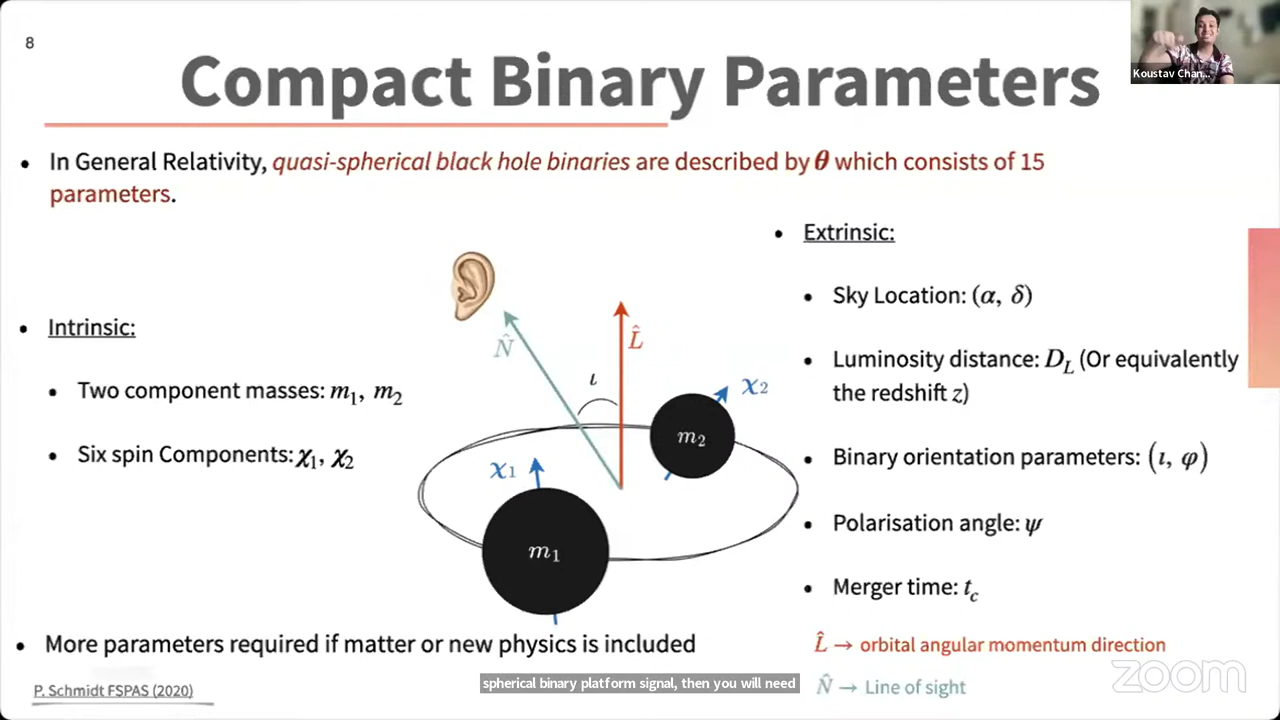 8
Koustav Chan...
Compact Binary Parameters
• In General Relativity, quasi-spherical black hole binaries are described by θ which consists of 15
parameters.
• Extrinsic:
• Sky Location: (α, δ)
• Luminosity distance: D_L (Or equivalently
the redshift z)
• Binary orientation parameters: (ι, φ)
• Polarisation angle: ψ
• Merger time: t_c
• Intrinsic:
• Two component masses: m₁, m₂
• Six spin Components: χ₁, χ₂
N̂
L̂
ι
χ₂
m₂
χ₁
m₁
• More parameters required if matter or new physics is included
L̂ → orbital angular momentum direction
N̂ → Line of sight
P. Schmidt FSPAS (2020)
spherical binary platform signal, then you will need
zoom